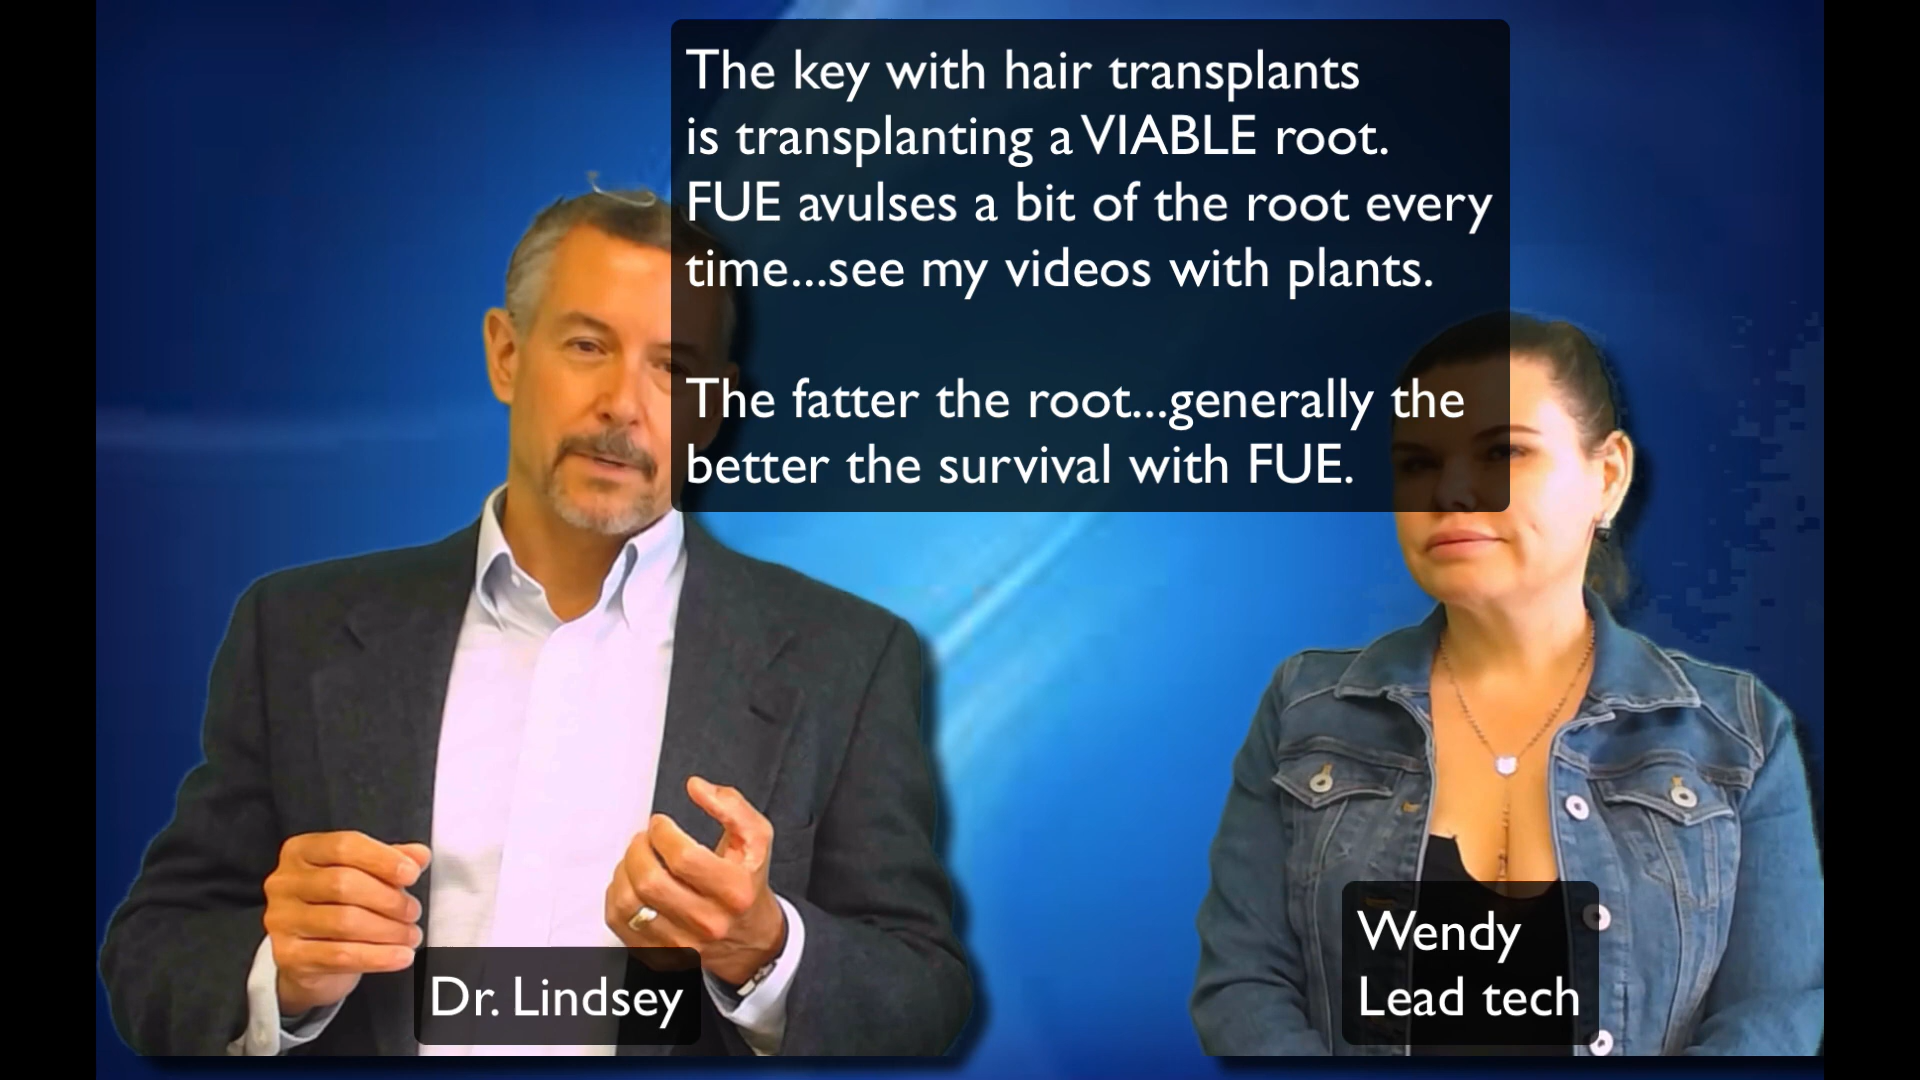 The key with hair transplants
is transplanting a VIABLE root.
FUE avulses a bit of the root every
time...see my videos with plants.
The fatter the root...generally the
better the survival with FUE.
Dr. Lindsey
Wendy
Lead tech